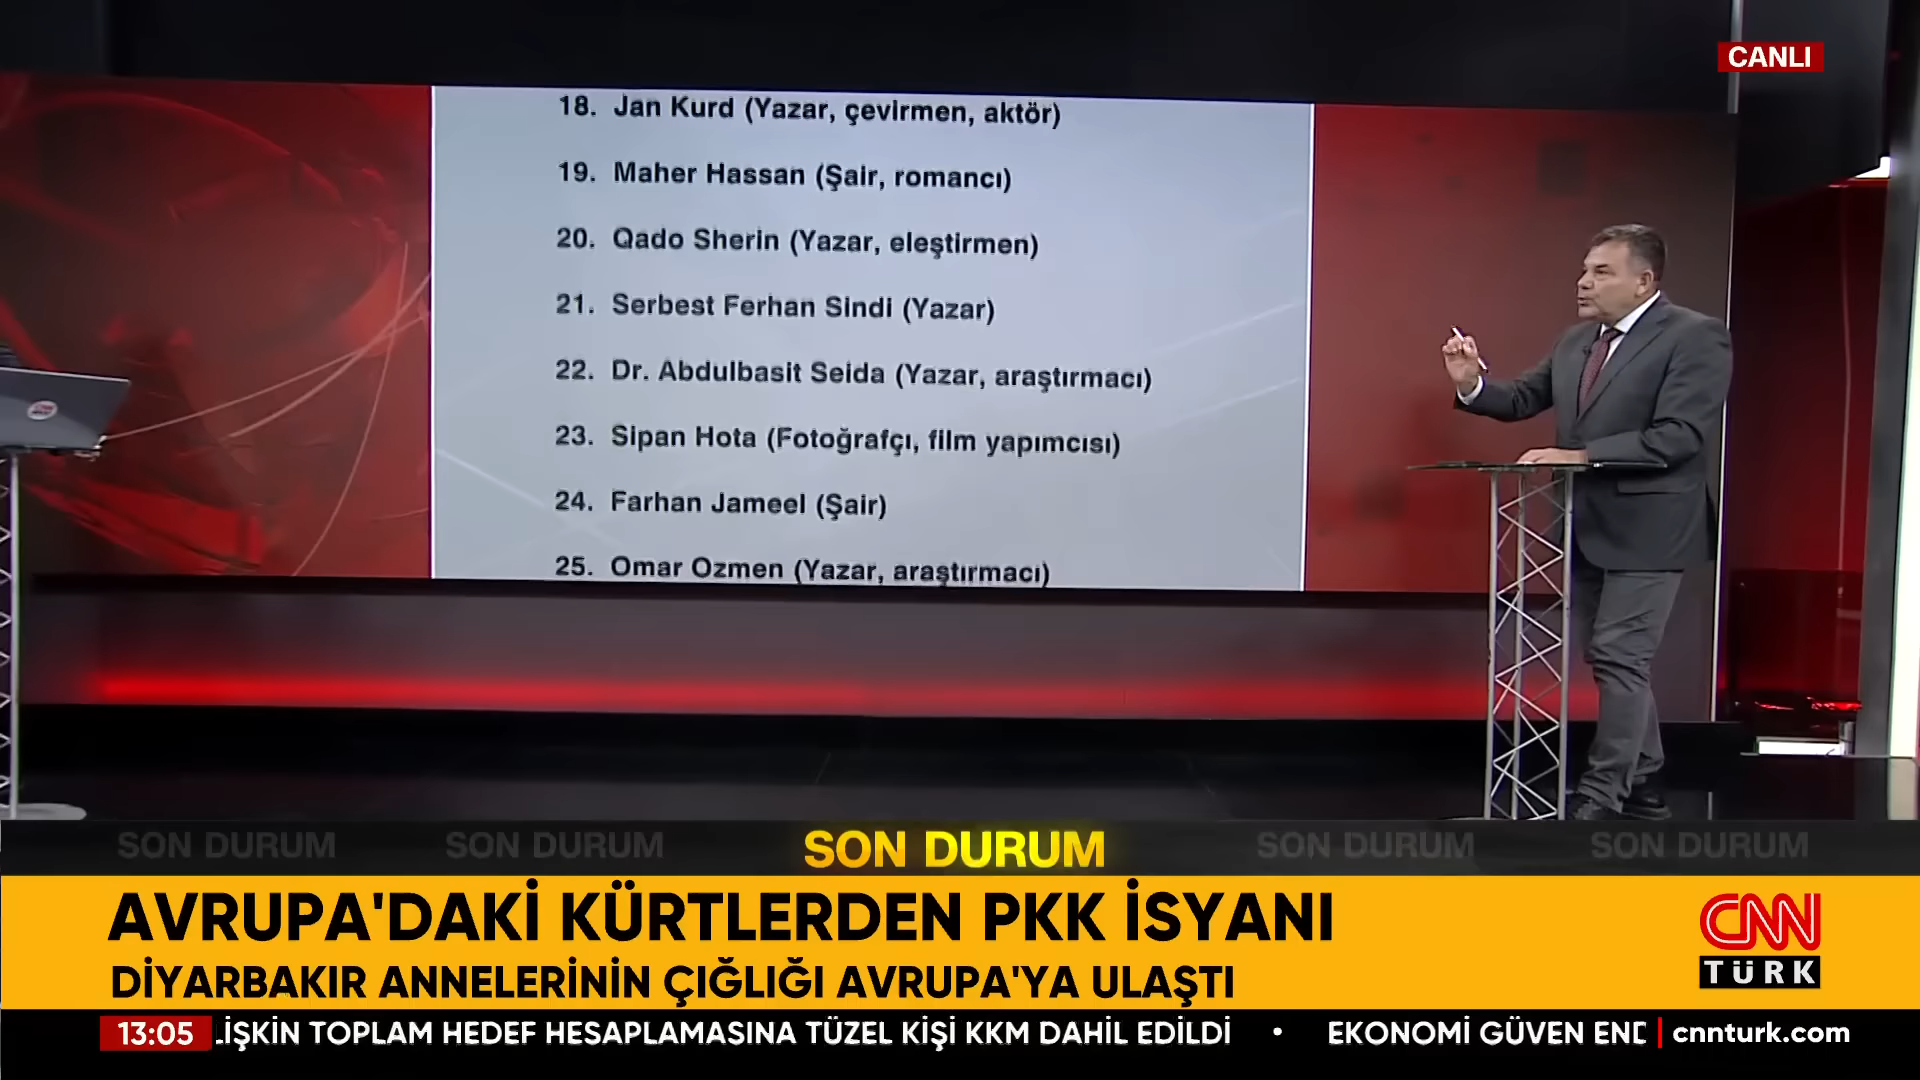 CANLI
18. Jan Kurd (Yazar, çevirmen, aktör)
19. Maher Hassan (Şair, romancı)
20. Qado Sherin (Yazar, eleştirmen)
21. Serbest Ferhan Sindi (Yazar)
22. Dr. Abdulbasit Seida (Yazar, araştırmacı)
23. Sipan Hota (Fotoğrafçı, film yapımcısı)
24. Farhan Jameel (Şair)
25. Omar Ozmen (Yazar, araştırmacı)
SON DURUM SON DURUM SON DURUM SON DURUM SON DURUM
AVRUPA'DAKİ KÜRTLERDEN PKK İSYANI
DİYARBAKIR ANNELERİNİN ÇIĞLIĞI AVRUPA'YA ULAŞTI
CNN
TÜRK
13:05 LİŞKİN TOPLAM HEDEF HESAPLAMASINA TÜZEL KİŞİ KKM DAHİL EDİLDİ • EKONOMİ GÜVEN END cnnturk.com